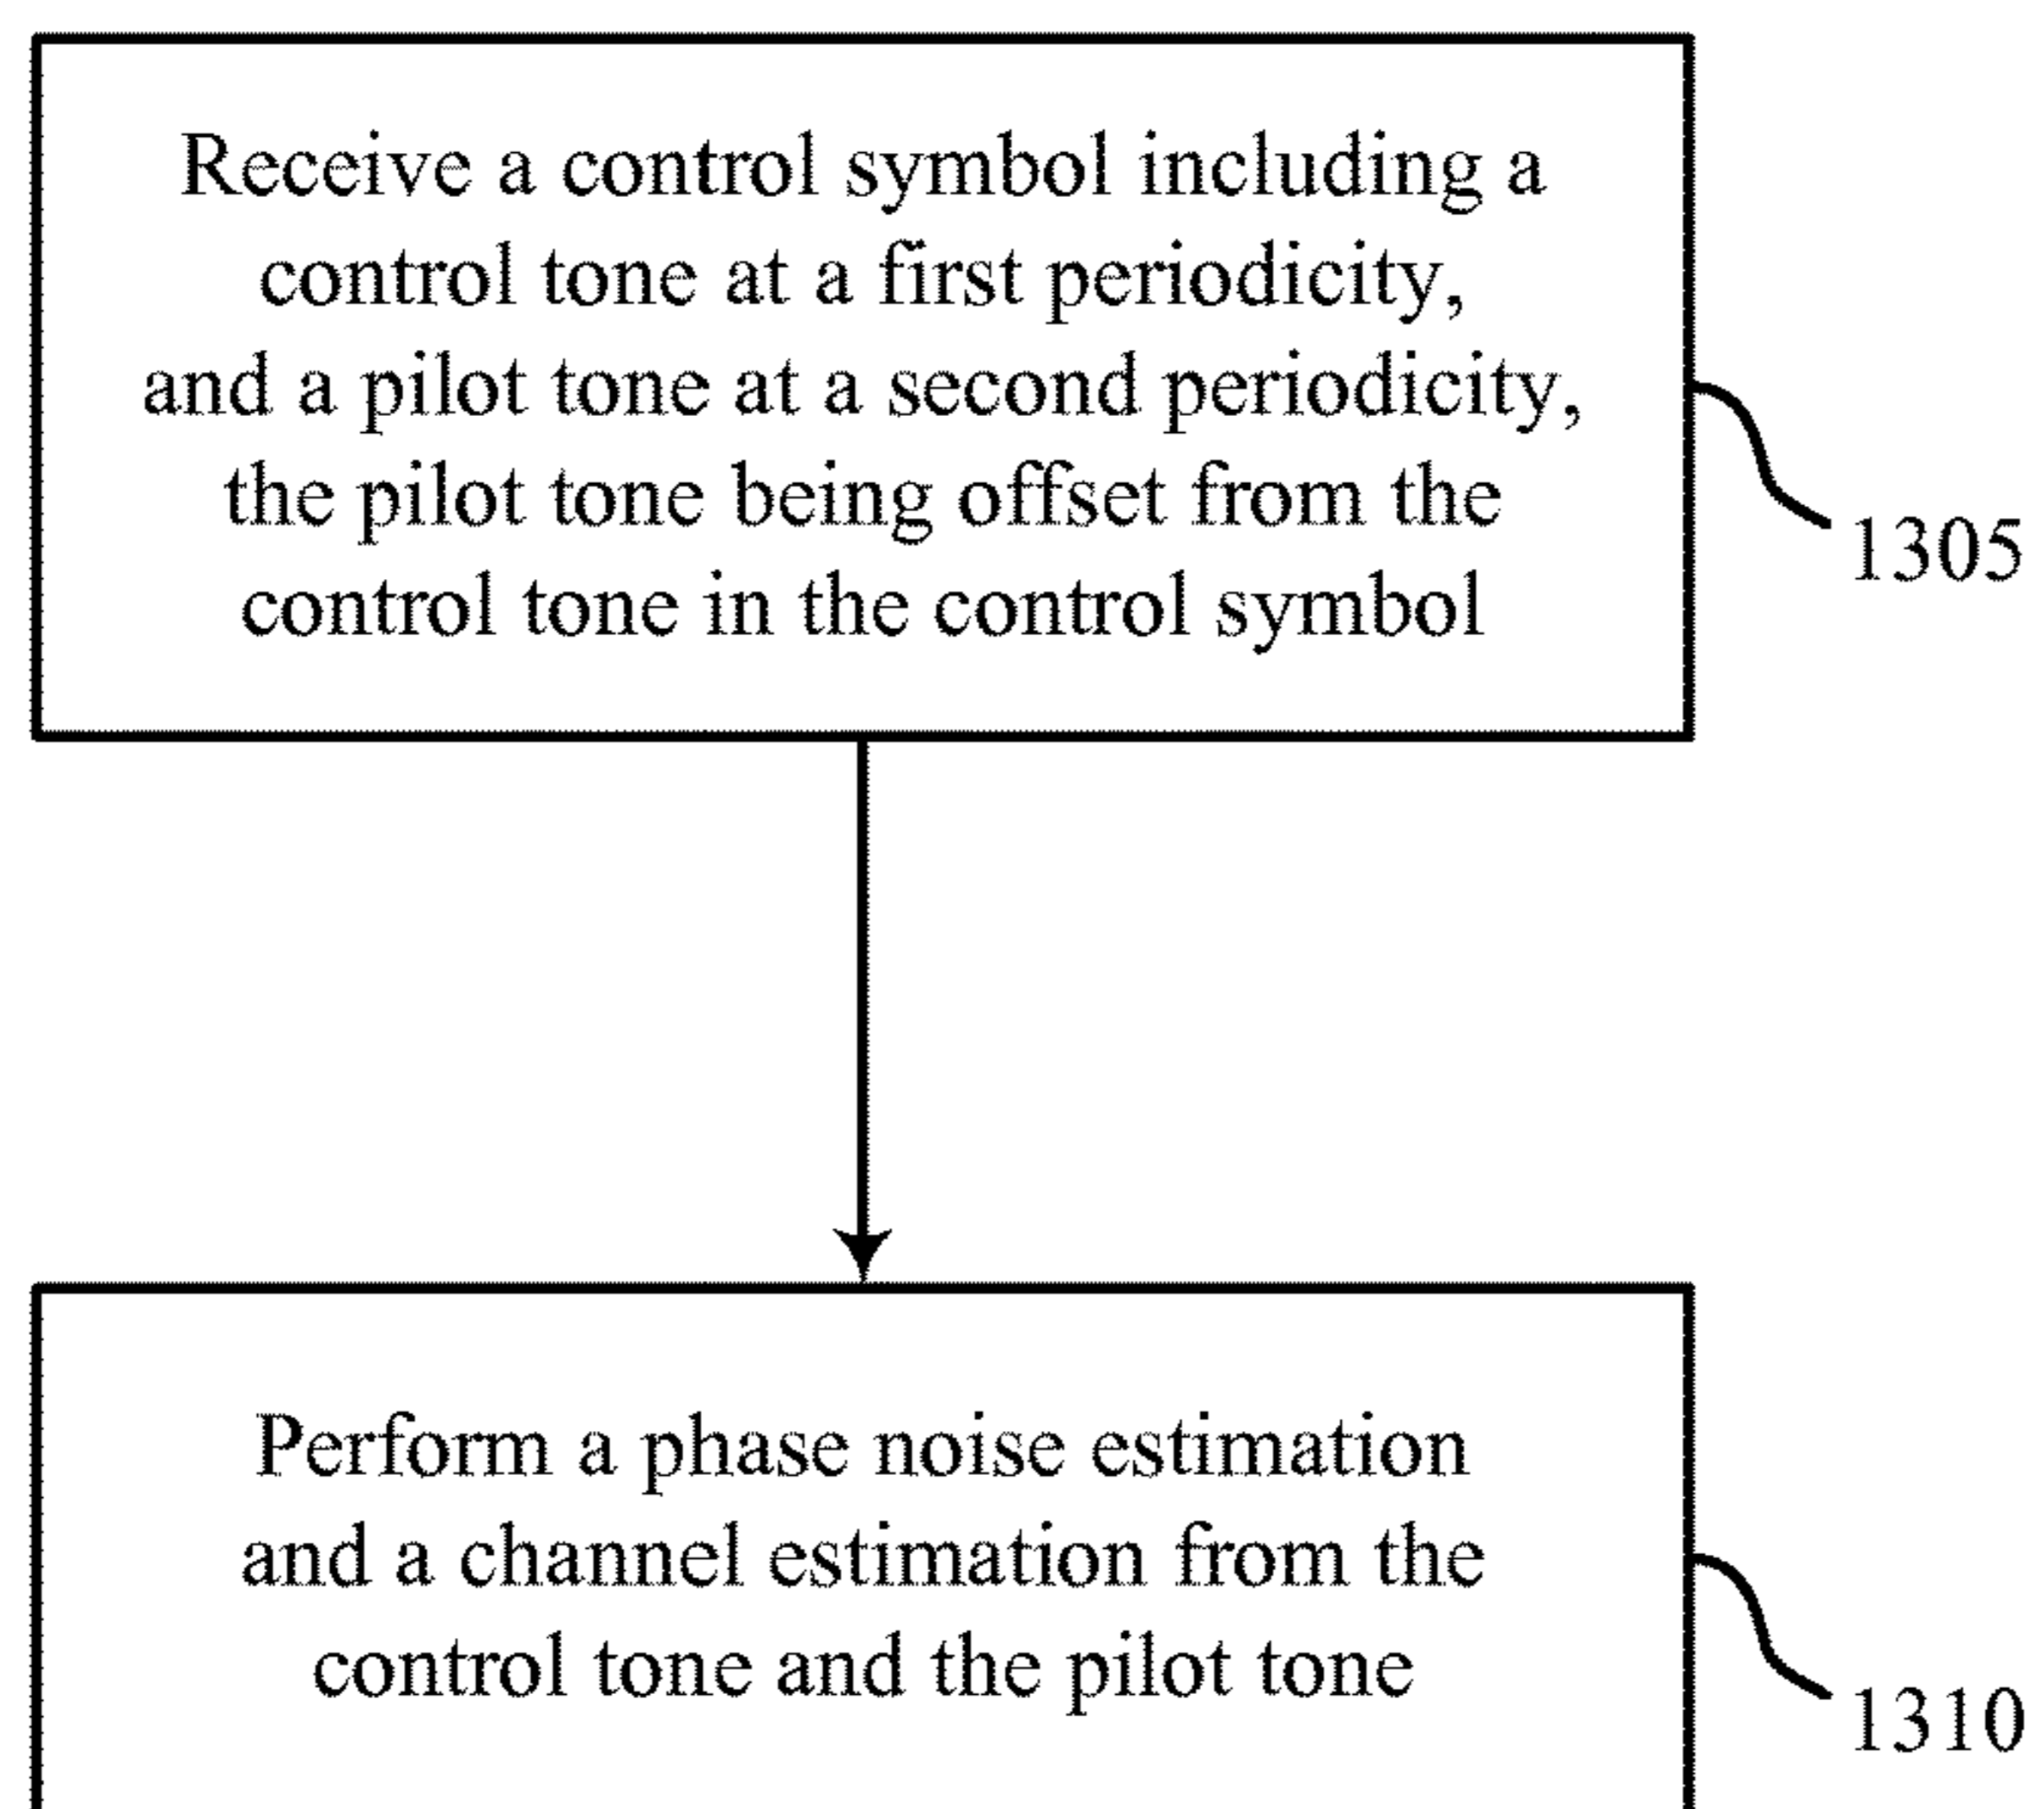 Receive a control symbol including a
control tone at a first periodicity,
and a pilot tone at a second periodicity,
the pilot tone being offset from the
control tone in the control symbol
1305
Perform a phase noise estimation
and a channel estimation from the
control tone and the pilot tone
1310